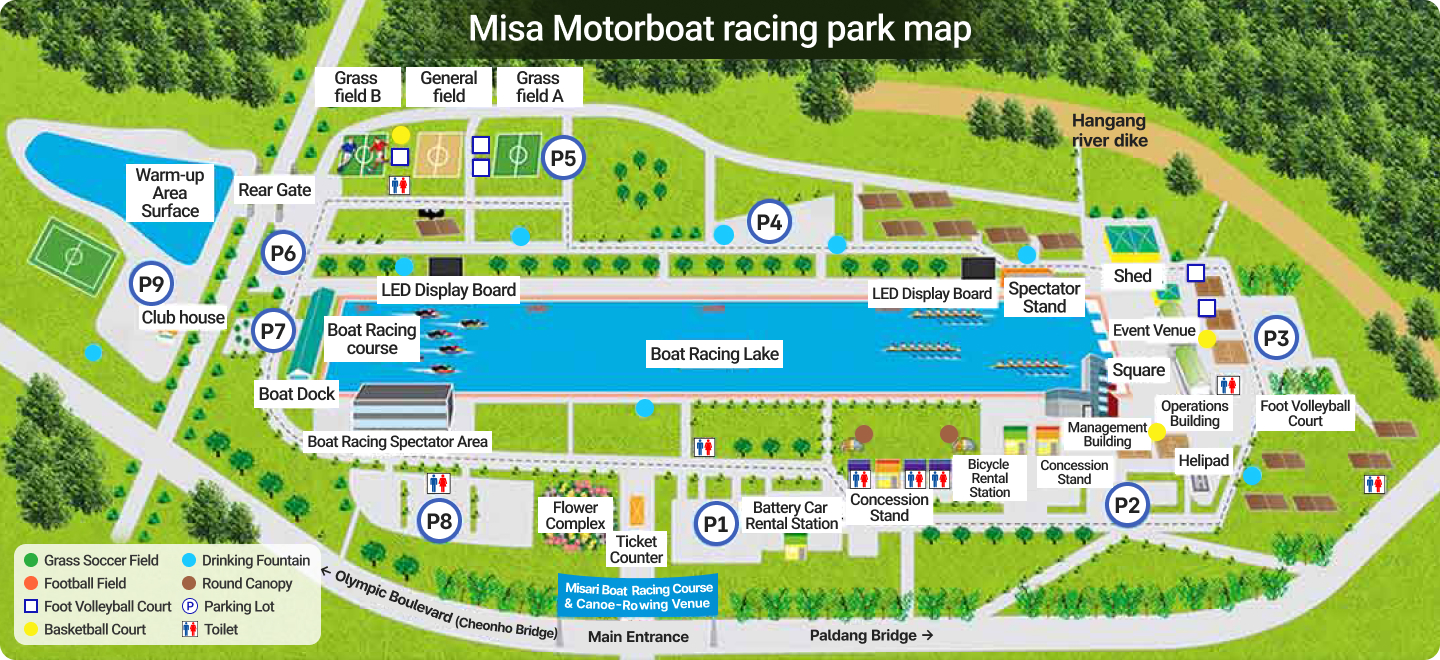 Misa Motorboat racing park map
Grass
field B
General
field
Grass
field A
P5
Hangang
river dike
Warm-up
Area
Surface
Rear Gate
P4
P6
P9
Club house
P7
LED Display Board
LED Display Board
Spectator
Stand
Shed
Boat Racing
course
Boat Racing Lake
Event Venue
P3
Square
Boat Dock
Boat Racing Spectator Area
Operations
Building
Foot Volleyball
Court
Management
Building
Helipad
Concession
Stand
Bicycle
Rental
Station
Concession
Stand
P2
P8
Flower
Complex
Ticket
Counter
P1
Battery Car
Rental Station
Grass Soccer Field
Football Field
Foot Volleyball Court
Basketball Court
Drinking Fountain
Round Canopy
P Parking Lot
Toilet
← Olympic Boulevard (Cheonho Bridge)
Misari Boat Racing Course
& Canoe-Rowing Venue
Main Entrance
Paldang Bridge →